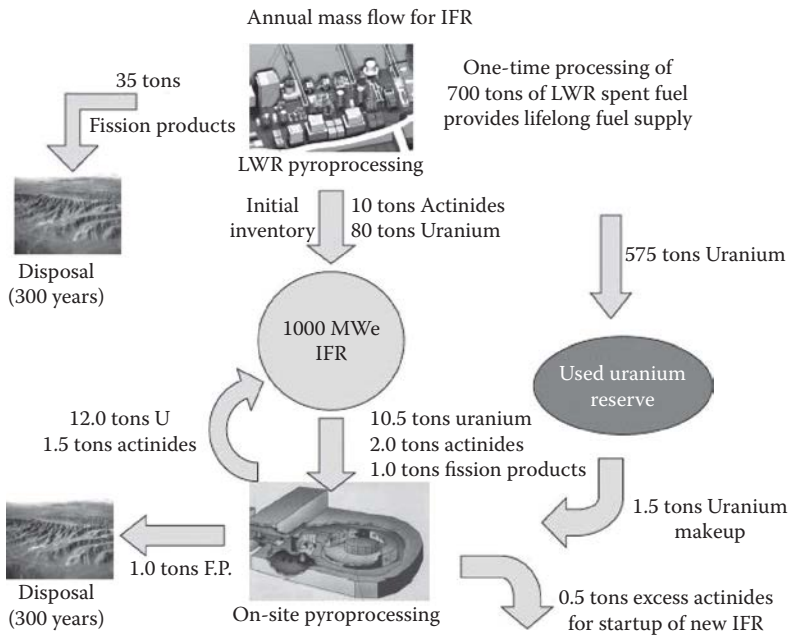 Annual mass flow for IFR
35 tons
Fission products
One-time processing of
700 tons of LWR spent fuel
provides lifelong fuel supply
LWR pyroprocessing
Initial
inventory
10 tons Actinides
80 tons Uranium
Disposal
(300 years)
575 tons Uranium
1000 MWe
IFR
Used uranium
reserve
12.0 tons U
1.5 tons actinides
10.5 tons uranium
2.0 tons actinides
1.0 tons fission products
1.5 tons Uranium
makeup
1.0 tons F.P.
Disposal
(300 years)
On-site pyroprocessing
0.5 tons excess actinides
for startup of new IFR